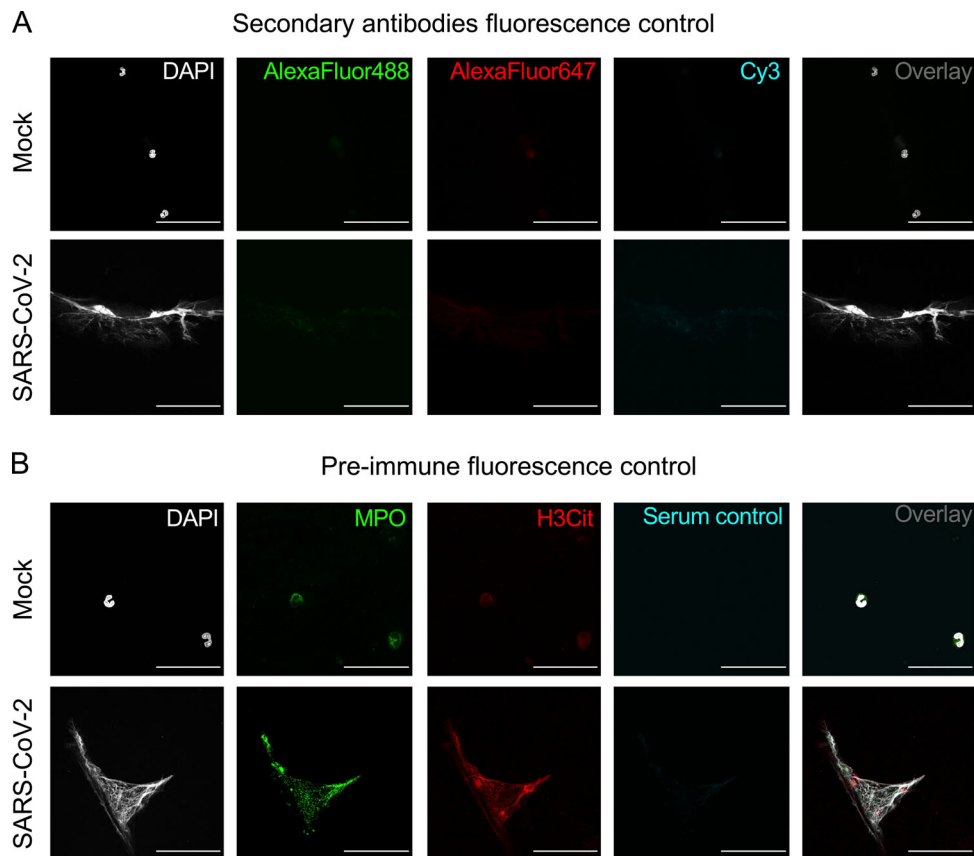 A
Secondary antibodies fluorescence control
DAPI
AlexaFluor488
AlexaFluor647
Cy3
Overlay
Mock
SARS-CoV-2
B
Pre-immune fluorescence control
DAPI
MPO
H3Cit
Serum control
Overlay
Mock
SARS-CoV-2